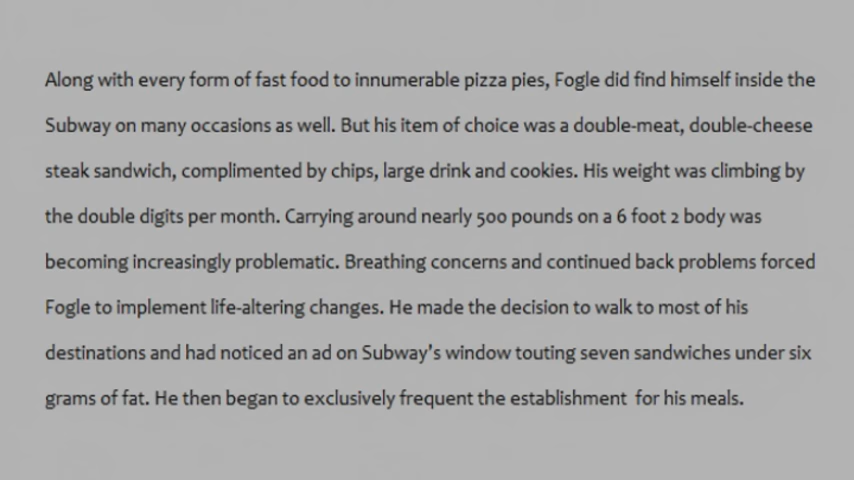 Along with every form of fast food to innumerable pizza pies, Fogle did find himself inside the
Subway on many occasions as well. But his item of choice was a double-meat, double-cheese
steak sandwich, complimented by chips, large drink and cookies. His weight was climbing by
the double digits per month. Carrying around nearly 500 pounds on a 6 foot 2 body was
becoming increasingly problematic. Breathing concerns and continued back problems forced
Fogle to implement life-altering changes. He made the decision to walk to most of his
destinations and had noticed an ad on Subway's window touting seven sandwiches under six
grams of fat. He then began to exclusively frequent the establishment  for his meals.